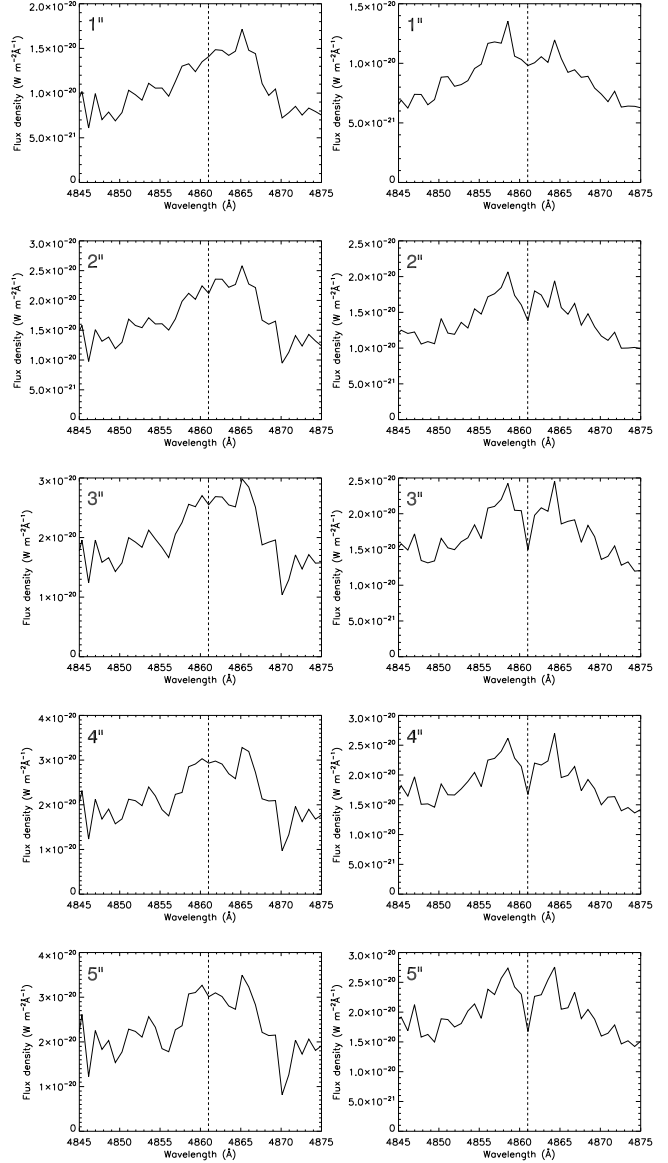 1" 1"
2.0×10⁻²⁰ 1.5×10⁻²⁰
1.5×10⁻²⁰ 1.0×10⁻²⁰
1.0×10⁻²⁰ 5.0×10⁻²¹
5.0×10⁻²¹
0 0
Flux density (W m⁻²Å⁻¹) Flux density (W m⁻²Å⁻¹)
4845 4850 4855 4860 4865 4870 4875 4845 4850 4855 4860 4865 4870 4875
Wavelength (Å) Wavelength (Å)
2" 2"
3.0×10⁻²⁰ 2.5×10⁻²⁰
2.5×10⁻²⁰ 2.0×10⁻²⁰
2.0×10⁻²⁰ 1.5×10⁻²⁰
1.5×10⁻²⁰ 1.0×10⁻²⁰
1.0×10⁻²⁰ 5.0×10⁻²¹
5.0×10⁻²¹
0 0
Flux density (W m⁻²Å⁻¹) Flux density (W m⁻²Å⁻¹)
4845 4850 4855 4860 4865 4870 4875 4845 4850 4855 4860 4865 4870 4875
Wavelength (Å) Wavelength (Å)
3" 3"
3×10⁻²⁰ 2.5×10⁻²⁰
2×10⁻²⁰ 2.0×10⁻²⁰
1×10⁻²⁰ 1.5×10⁻²⁰
1.0×10⁻²⁰
5.0×10⁻²¹
0 0
Flux density (W m⁻²Å⁻¹) Flux density (W m⁻²Å⁻¹)
4845 4850 4855 4860 4865 4870 4875 4845 4850 4855 4860 4865 4870 4875
Wavelength (Å) Wavelength (Å)
4" 4"
4×10⁻²⁰ 3.0×10⁻²⁰
3×10⁻²⁰ 2.5×10⁻²⁰
2×10⁻²⁰ 2.0×10⁻²⁰
1×10⁻²⁰ 1.5×10⁻²⁰
1.0×10⁻²⁰
5.0×10⁻²¹
0 0
Flux density (W m⁻²Å⁻¹) Flux density (W m⁻²Å⁻¹)
4845 4850 4855 4860 4865 4870 4875 4845 4850 4855 4860 4865 4870 4875
Wavelength (Å) Wavelength (Å)
5" 5"
4×10⁻²⁰ 3.0×10⁻²⁰
3×10⁻²⁰ 2.5×10⁻²⁰
2×10⁻²⁰ 2.0×10⁻²⁰
1×10⁻²⁰ 1.5×10⁻²⁰
1.0×10⁻²⁰
5.0×10⁻²¹
0 0
Flux density (W m⁻²Å⁻¹) Flux density (W m⁻²Å⁻¹)
4845 4850 4855 4860 4865 4870 4875 4845 4850 4855 4860 4865 4870 4875
Wavelength (Å) Wavelength (Å)